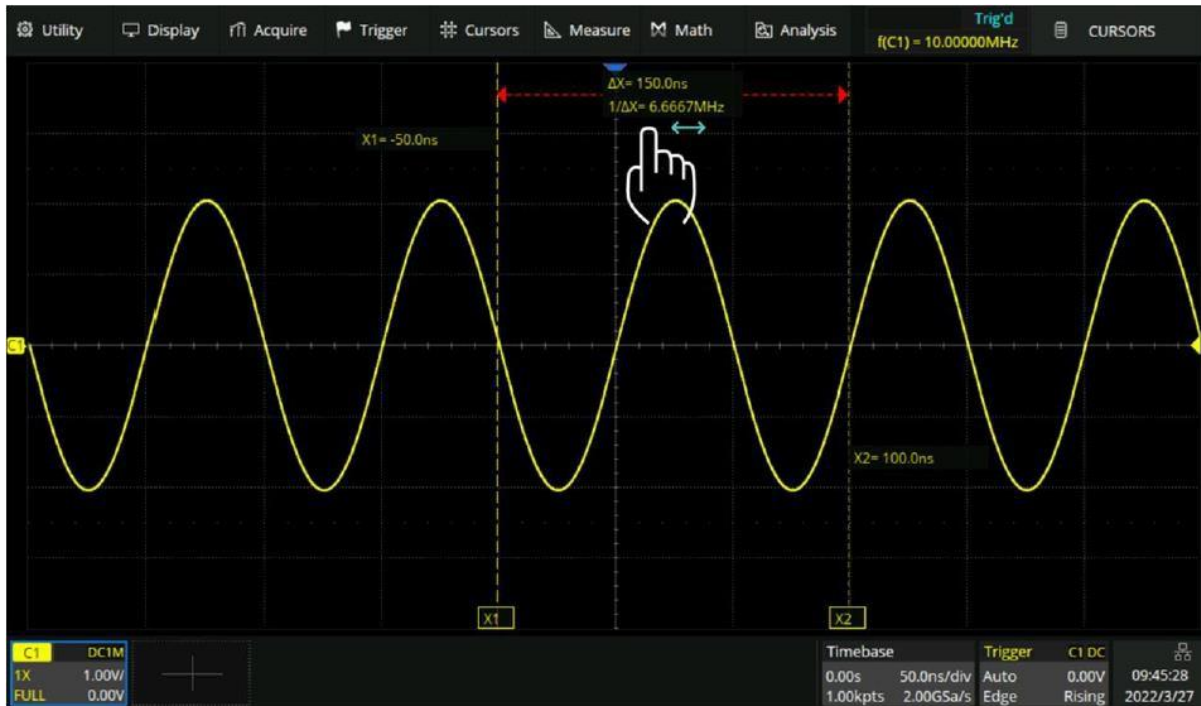 Utility Display Acquire Trigger Cursors Measure Math Analysis
Trig'd
f(C1) = 10.00000MHz
CURSORS
ΔX= 150.0ns
1/ΔX= 6.6667MHz
X1= -50.0ns
C1
X2= 100.0ns
X1 X2
C1 DC1M
1X 1.00V/
FULL 0.00V
Timebase
0.00s 50.0ns/div
1.00kpts 2.00GSa/s
Trigger C1 DC
Auto 0.00V
Edge Rising
09:45:28
2022/3/27